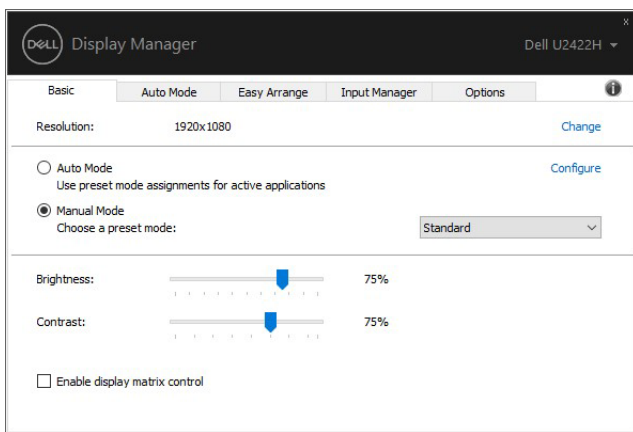 x
DELL Display Manager Dell U2422H
Basic Auto Mode Easy Arrange Input Manager Options i
Resolution: 1920x1080 Change
Auto Mode Configure
Use preset mode assignments for active applications
Manual Mode
Choose a preset mode: Standard
Brightness: 75%
Contrast: 75%
Enable display matrix control